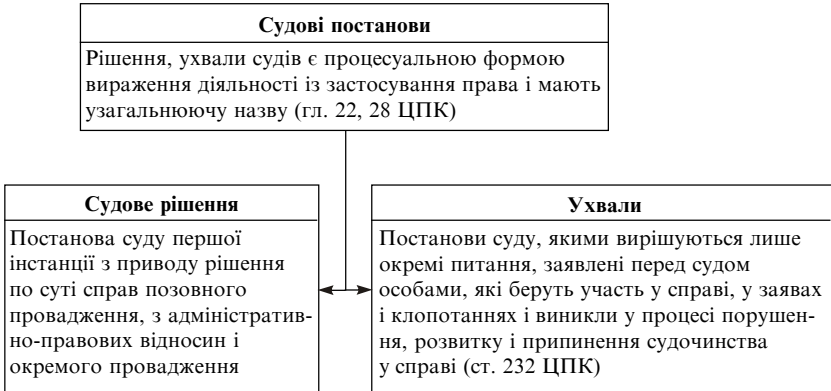 Судові постанови
Рішення, ухвали судів є процесуальною формою
вираження діяльності із застосування права і мають
узагальнюючу назву (гл. 22, 28 ЦПК)
Судове рішення
Постанова суду першої
інстанції з приводу рішення
по суті справ позовного
провадження, з адміністратив-
но-правових відносин і
окремого провадження
Ухвали
Постанови суду, якими вирішуються лише
окремі питання, заявлені перед судом
особами, які беруть участь у справі, у заявах
і клопотаннях і виникли у процесі порушен-
ня, розвитку і припинення судочинства
у справі (ст. 232 ЦПК)